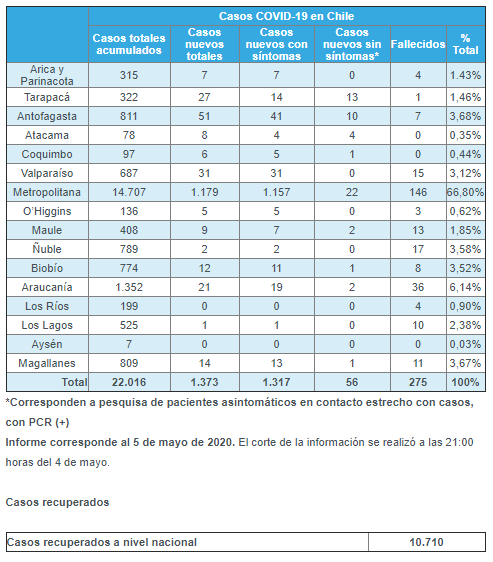 Casos COVID-19 en Chile
Casos totales acumulados Casos nuevos totales Casos nuevos con síntomas Casos nuevos sin síntomas* Fallecidos % Total
Arica y Parinacota 315 7 7 0 4 1.43%
Tarapacá 322 27 14 13 1 1,46%
Antofagasta 811 51 41 10 7 3,68%
Atacama 78 8 4 4 0 0,35%
Coquimbo 97 6 5 1 0 0,44%
Valparaíso 687 31 31 0 15 3,12%
Metropolitana 14.707 1.179 1.157 22 146 66,80%
O'Higgins 136 5 5 0 3 0,62%
Maule 408 9 7 2 13 1,85%
Ñuble 789 2 2 0 17 3,58%
Biobío 774 12 11 1 8 3,52%
Araucanía 1.352 21 19 2 36 6,14%
Los Ríos 199 0 0 0 4 0,90%
Los Lagos 525 1 1 0 10 2,38%
Aysén 7 0 0 0 0 0,03%
Magallanes 809 14 13 1 11 3,67%
Total 22.016 1.373 1.317 56 275 100%
*Corresponden a pesquisa de pacientes asintomáticos en contacto estrecho con casos,
con PCR (+)
Informe corresponde al 5 de mayo de 2020. El corte de la información se realizó a las 21:00
horas del 4 de mayo.
Casos recuperados
Casos recuperados a nivel nacional 10.710